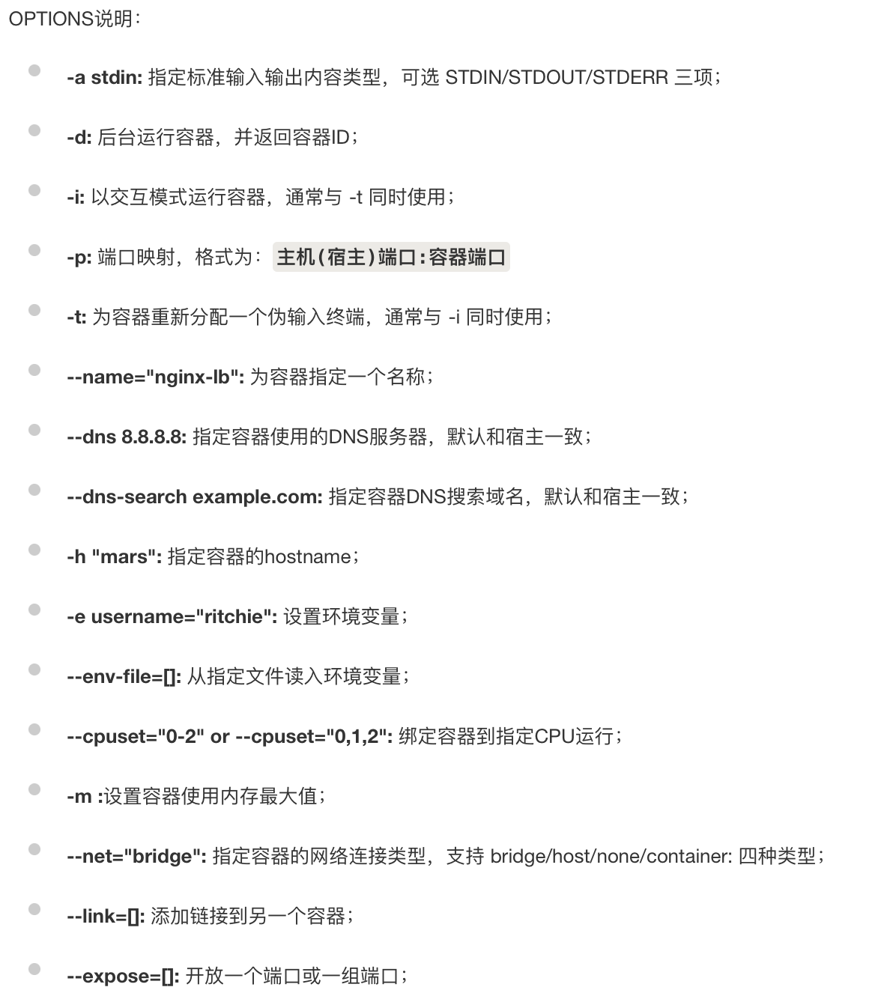 OPTIONS说明：
-a stdin: 指定标准输入输出内容类型，可选 STDIN/STDOUT/STDERR 三项；
-d: 后台运行容器，并返回容器ID；
-i: 以交互模式运行容器，通常与 -t 同时使用；
-p: 端口映射，格式为：主机(宿主)端口:容器端口
-t: 为容器重新分配一个伪输入终端，通常与 -i 同时使用；
--name="nginx-lb": 为容器指定一个名称；
--dns 8.8.8.8: 指定容器使用的DNS服务器，默认和宿主一致；
--dns-search example.com: 指定容器DNS搜索域名，默认和宿主一致；
-h "mars": 指定容器的hostname；
-e username="ritchie": 设置环境变量；
--env-file=[]: 从指定文件读入环境变量；
--cpuset="0-2" or --cpuset="0,1,2": 绑定容器到指定CPU运行；
-m :设置容器使用内存最大值；
--net="bridge": 指定容器的网络连接类型，支持 bridge/host/none/container: 四种类型；
--link=[]: 添加链接到另一个容器；
--expose=[]: 开放一个端口或一组端口；